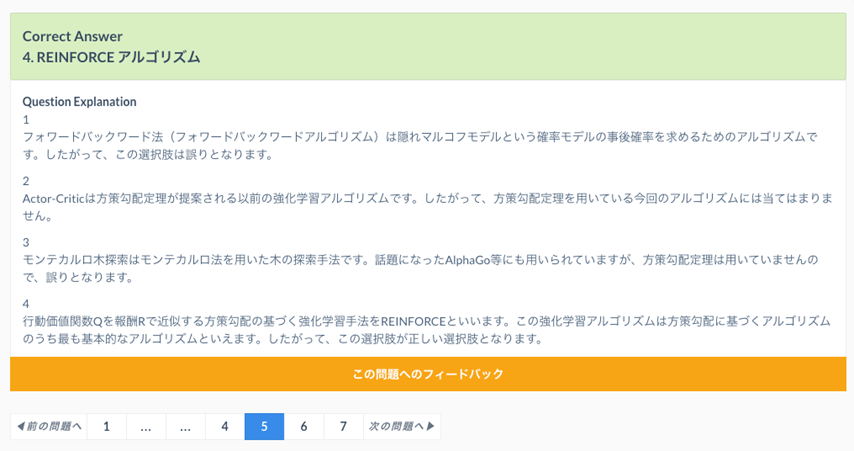 Correct Answer
4. REINFORCE アルゴリズム
Question Explanation
1
フォワードバックワード法（フォワードバックワードアルゴリズム）は隠れマルコフモデルという確率モデルの事後確率を求めるためのアルゴリズムで
す。したがって、この選択肢は誤りとなります。
2
Actor-Criticは方策勾配定理が提案される以前の強化学習アルゴリズムです。したがって、方策勾配定理を用いている今回のアルゴリズムには当てはまりま
せん。
3
モンテカルロ木探索はモンテカルロ法を用いた木の探索手法です。話題になったAlphaGo等にも用いられていますが、方策勾配定理は用いていませんの
で、誤りとなります。
4
行動価値関数Qを報酬Rで近似する方策勾配の基づく強化学習手法をREINFORCEといいます。この強化学習アルゴリズムは方策勾配に基づくアルゴリズム
のうち最も基本的なアルゴリズムといえます。したがって、この選択肢が正しい選択肢となります。
この問題へのフィードバック
◀前の問題へ 1 ... ... 4 5 6 7 次の問題へ▶